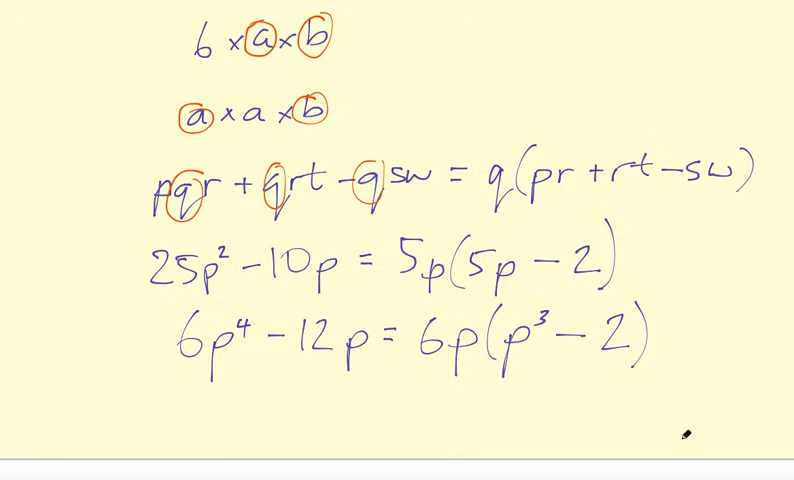 6 × a × b
a × a × b
pqr + qrt - qsw = q(pr + rt - sw)
25p² - 10p = 5p(5p - 2)
6p⁴ - 12p = 6p(p³ - 2)